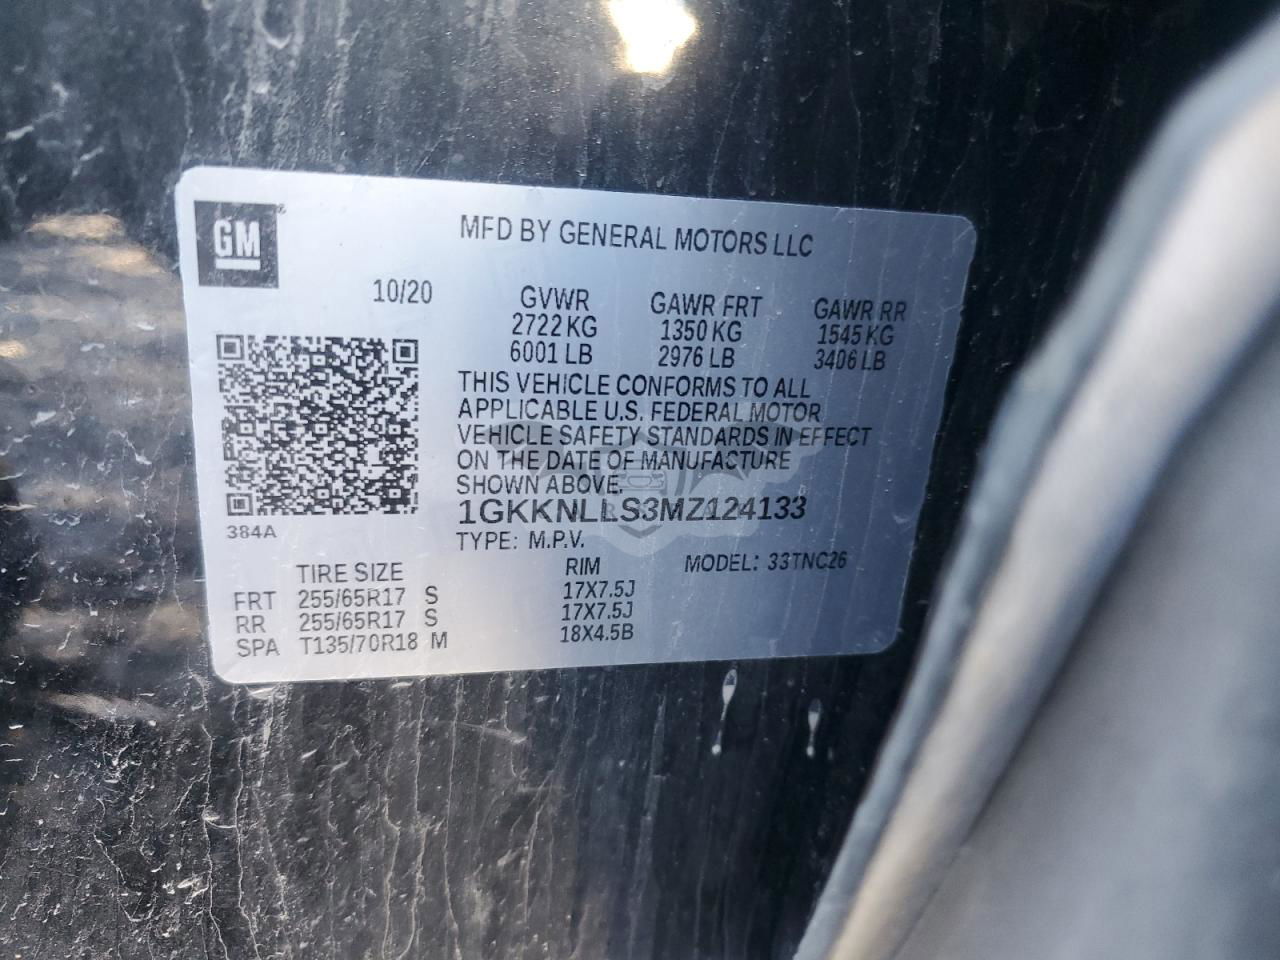 GM
MFD BY GENERAL MOTORS LLC
10/20
GVWR GAWR FRT GAWR RR
2722 KG 1350 KG 1545 KG
6001 LB 2976 LB 3406 LB
THIS VEHICLE CONFORMS TO ALL
APPLICABLE U.S. FEDERAL MOTOR
VEHICLE SAFETY STANDARDS IN EFFECT
ON THE DATE OF MANUFACTURE
SHOWN ABOVE.
1GKKNLLS3MZ124133
384A
TYPE: M.P.V.
MODEL: 33TNC26
TIRE SIZE RIM
FRT 255/65R17 S 17X7.5J
RR 255/65R17 S 17X7.5J
SPA T135/70R18 M 18X4.5B